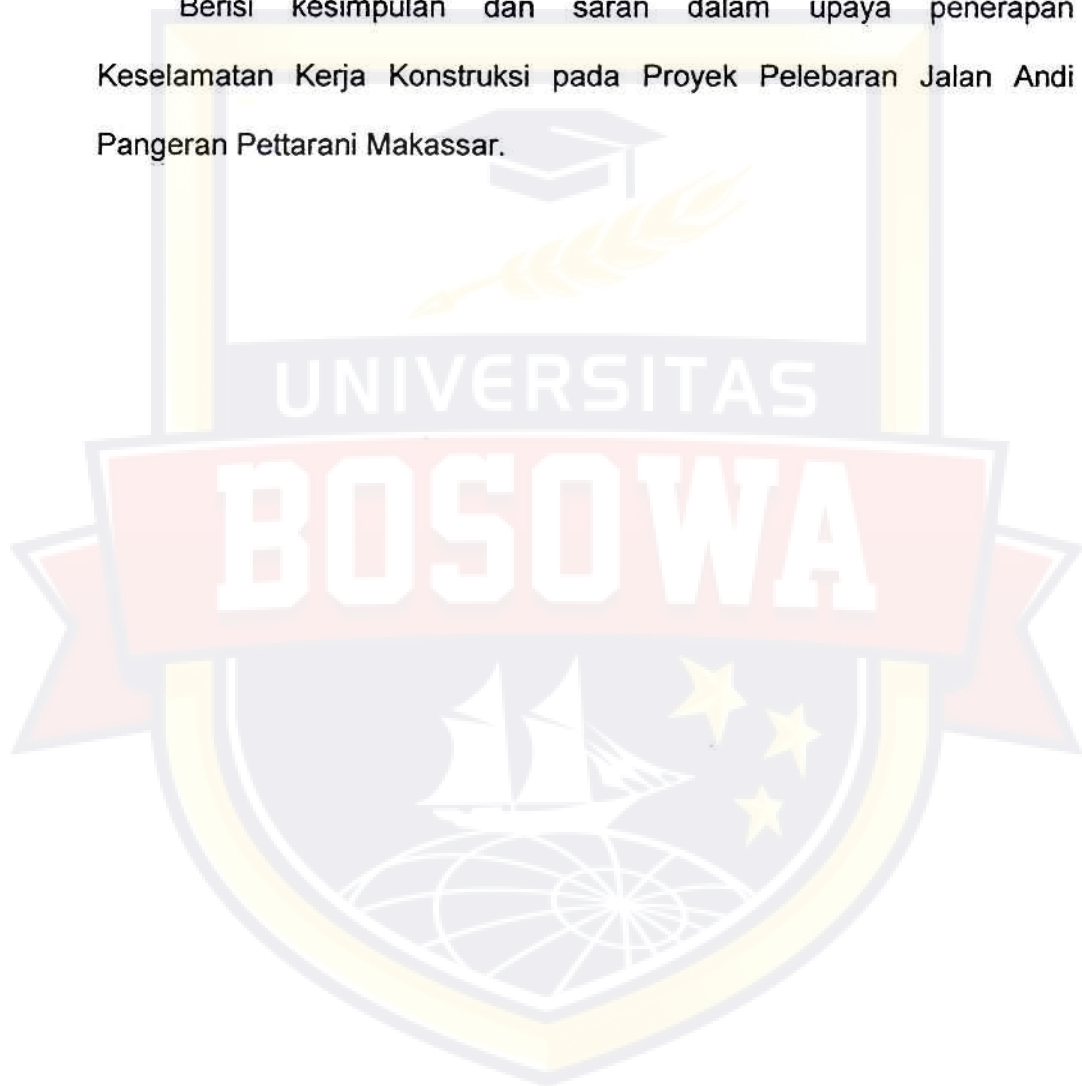 Berisi kesimpulan dan saran dalam upaya penerapan
Keselamatan Kerja Konstruksi pada Proyek Pelebaran Jalan Andi
Pangeran Pettarani Makassar.
UNIVERSITAS
BOSOWA